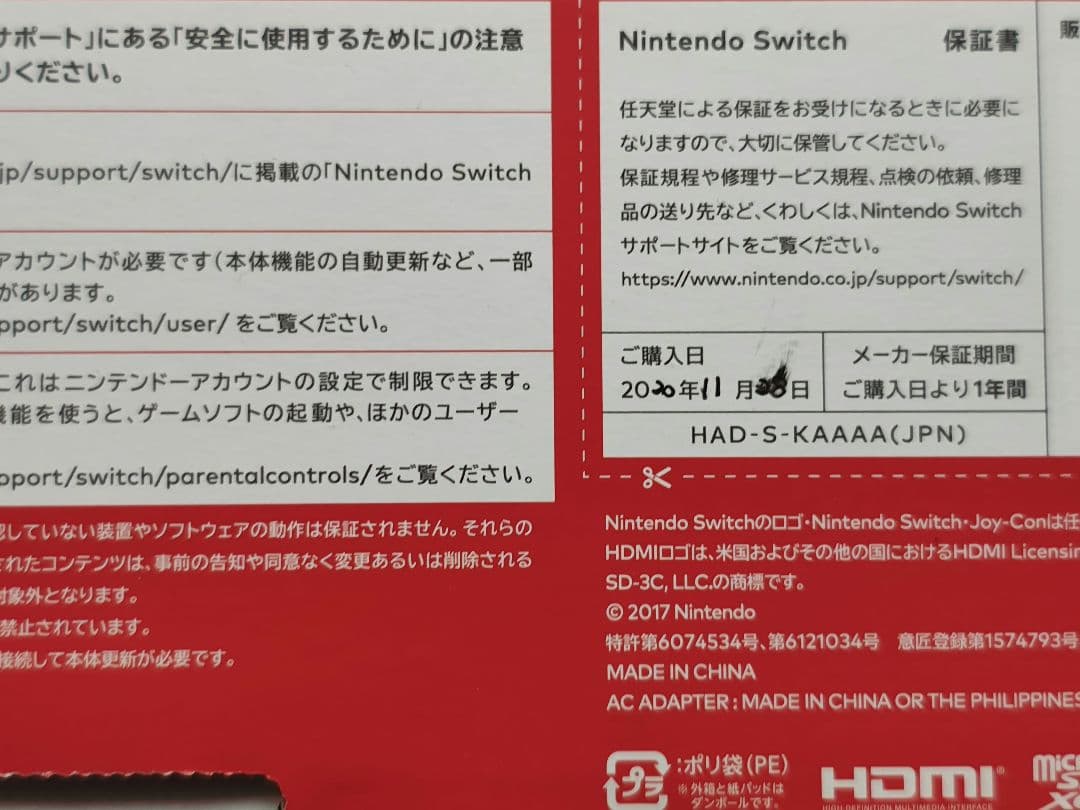 サポート」にある「安全に使用するために」の注意
りください。
jp/support/switch/に掲載の「Nintendo Switch
アカウントが必要です(本体機能の自動更新など、一部
があります。
pport/switch/user/ をご覧ください。
これはニンテンドーアカウントの設定で制限できます。
機能を使うと、ゲームソフトの起動や、ほかのユーザー
pport/switch/parentalcontrols/をご覧ください。
認していない装置やソフトウェアの動作は保証されません。それらの
されたコンテンツは、事前の告知や同意なく変更あるいは削除される
対象外となります。
禁止されています。
接続して本体更新が必要です。
Nintendo Switch 保証書
任天堂による保証をお受けになるときに必要に
なりますので、大切に保管してください。
保証規程や修理サービス規程、点検の依頼、修理
品の送り先など、くわしくは、Nintendo Switch
サポートサイトをご覧ください。
https://www.nintendo.co.jp/support/switch/
ご購入日
2020年11月28日
メーカー保証期間
ご購入日より1年間
HAD-S-KAAAA(JPN)
販
Nintendo Switchのロゴ・Nintendo Switch・Joy-Conは任
HDMIロゴは、米国およびその他の国におけるHDMI Licensin
SD-3C, LLC.の商標です。
© 2017 Nintendo
特許第6074534号、第6121034号 意匠登録第1574793号
MADE IN CHINA
AC ADAPTER : MADE IN CHINA OR THE PHILIPPINES
プラ
:ポリ袋(PE)
※外箱と紙パッドは
ダンボールです。
HDMI®
HIGH-DEFINITION MULTIMEDIA INTERFACE
micro